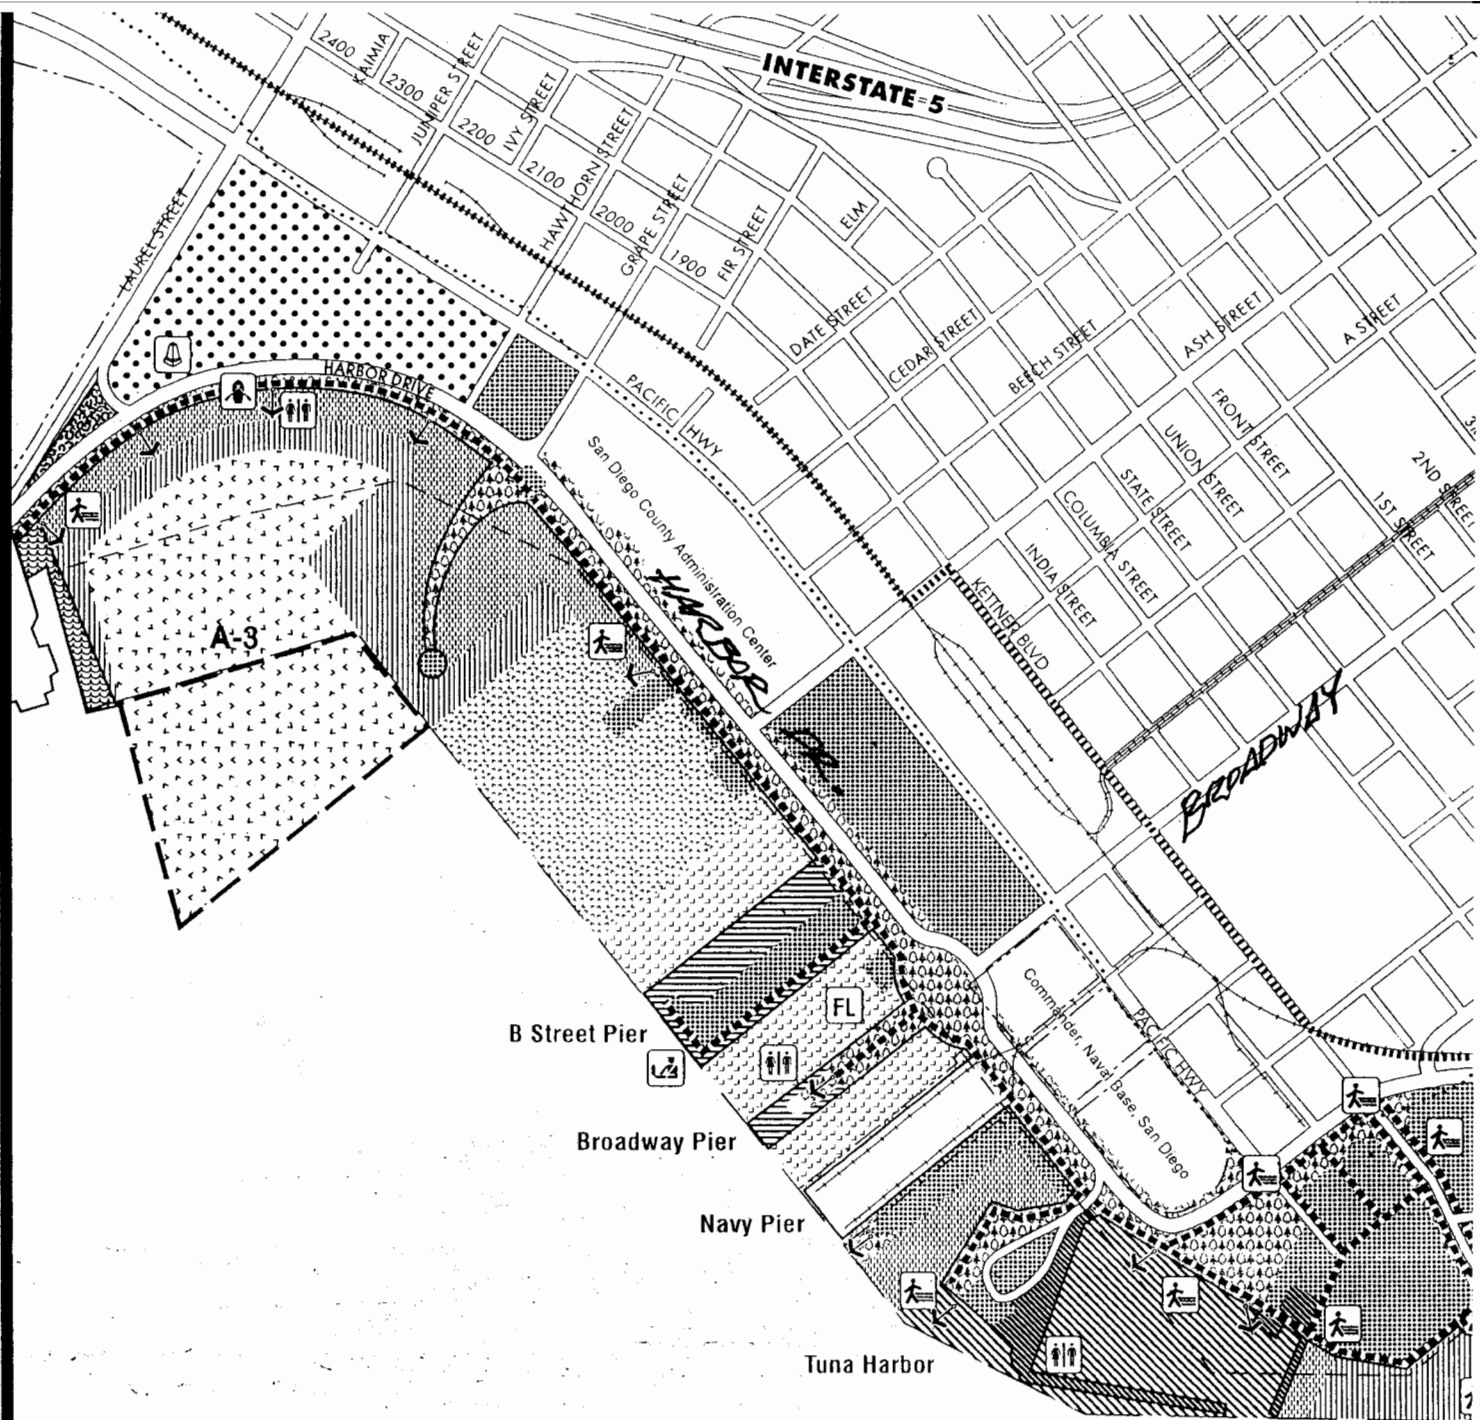 INTERSTATE-5
2400
KAIMIA
2300
JUNIPER STREET
2200
IVY STREET
2100
HAWTHORN STREET
2000
GRAPE STREET
1900
FIR STREET
ELM
LAUREL STREET
DATE STREET
CEDAR STREET
BEECH STREET
ASH STREET
A STREET
HARBOR DRIVE
PACIFIC
HWY
FRONT STREET
UNION STREET
STATE STREET
COLUMBIA STREET
INDIA STREET
KETTNER BLVD
2ND STREET
1ST STREET
San Diego County Administration Center
HARBOR
DR.
BROADWAY
A-3
Commander, Naval Base, San Diego
PACIFIC HWY
FL
B Street Pier
Broadway Pier
Navy Pier
Tuna Harbor